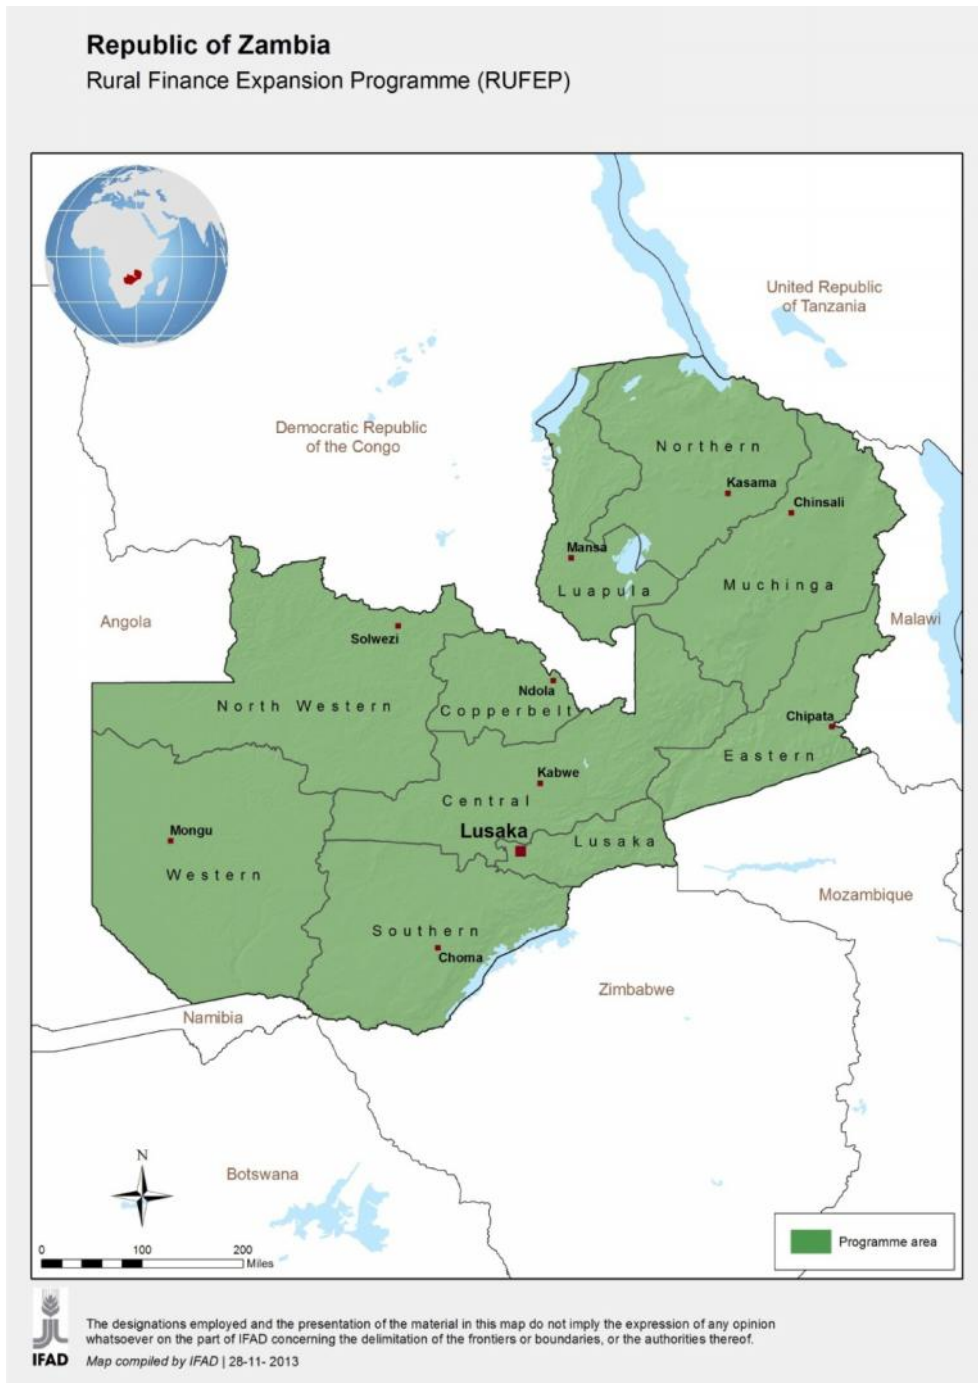 Republic of Zambia
Rural Finance Expansion Programme (RUFEP)
United Republic
of Tanzania
Democratic Republic
of the Congo
Northern
Kasama
Chinsali
Mansa
Luapula
Muchinga
Angola
Malawi
Solwezi
Ndola
North Western
Copperbelt
Chipata
Eastern
Kabwe
Central
Mongu
Lusaka
Lusaka
Western
Mozambique
Southern
Choma
Zimbabwe
Namibia
N
Botswana
Programme area
0 100 200
Miles
The designations employed and the presentation of the material in this map do not imply the expression of any opinion
whatsoever on the part of IFAD concerning the delimitation of the frontiers or boundaries, or the authorities thereof.
IFAD
Map compiled by IFAD | 28-11- 2013